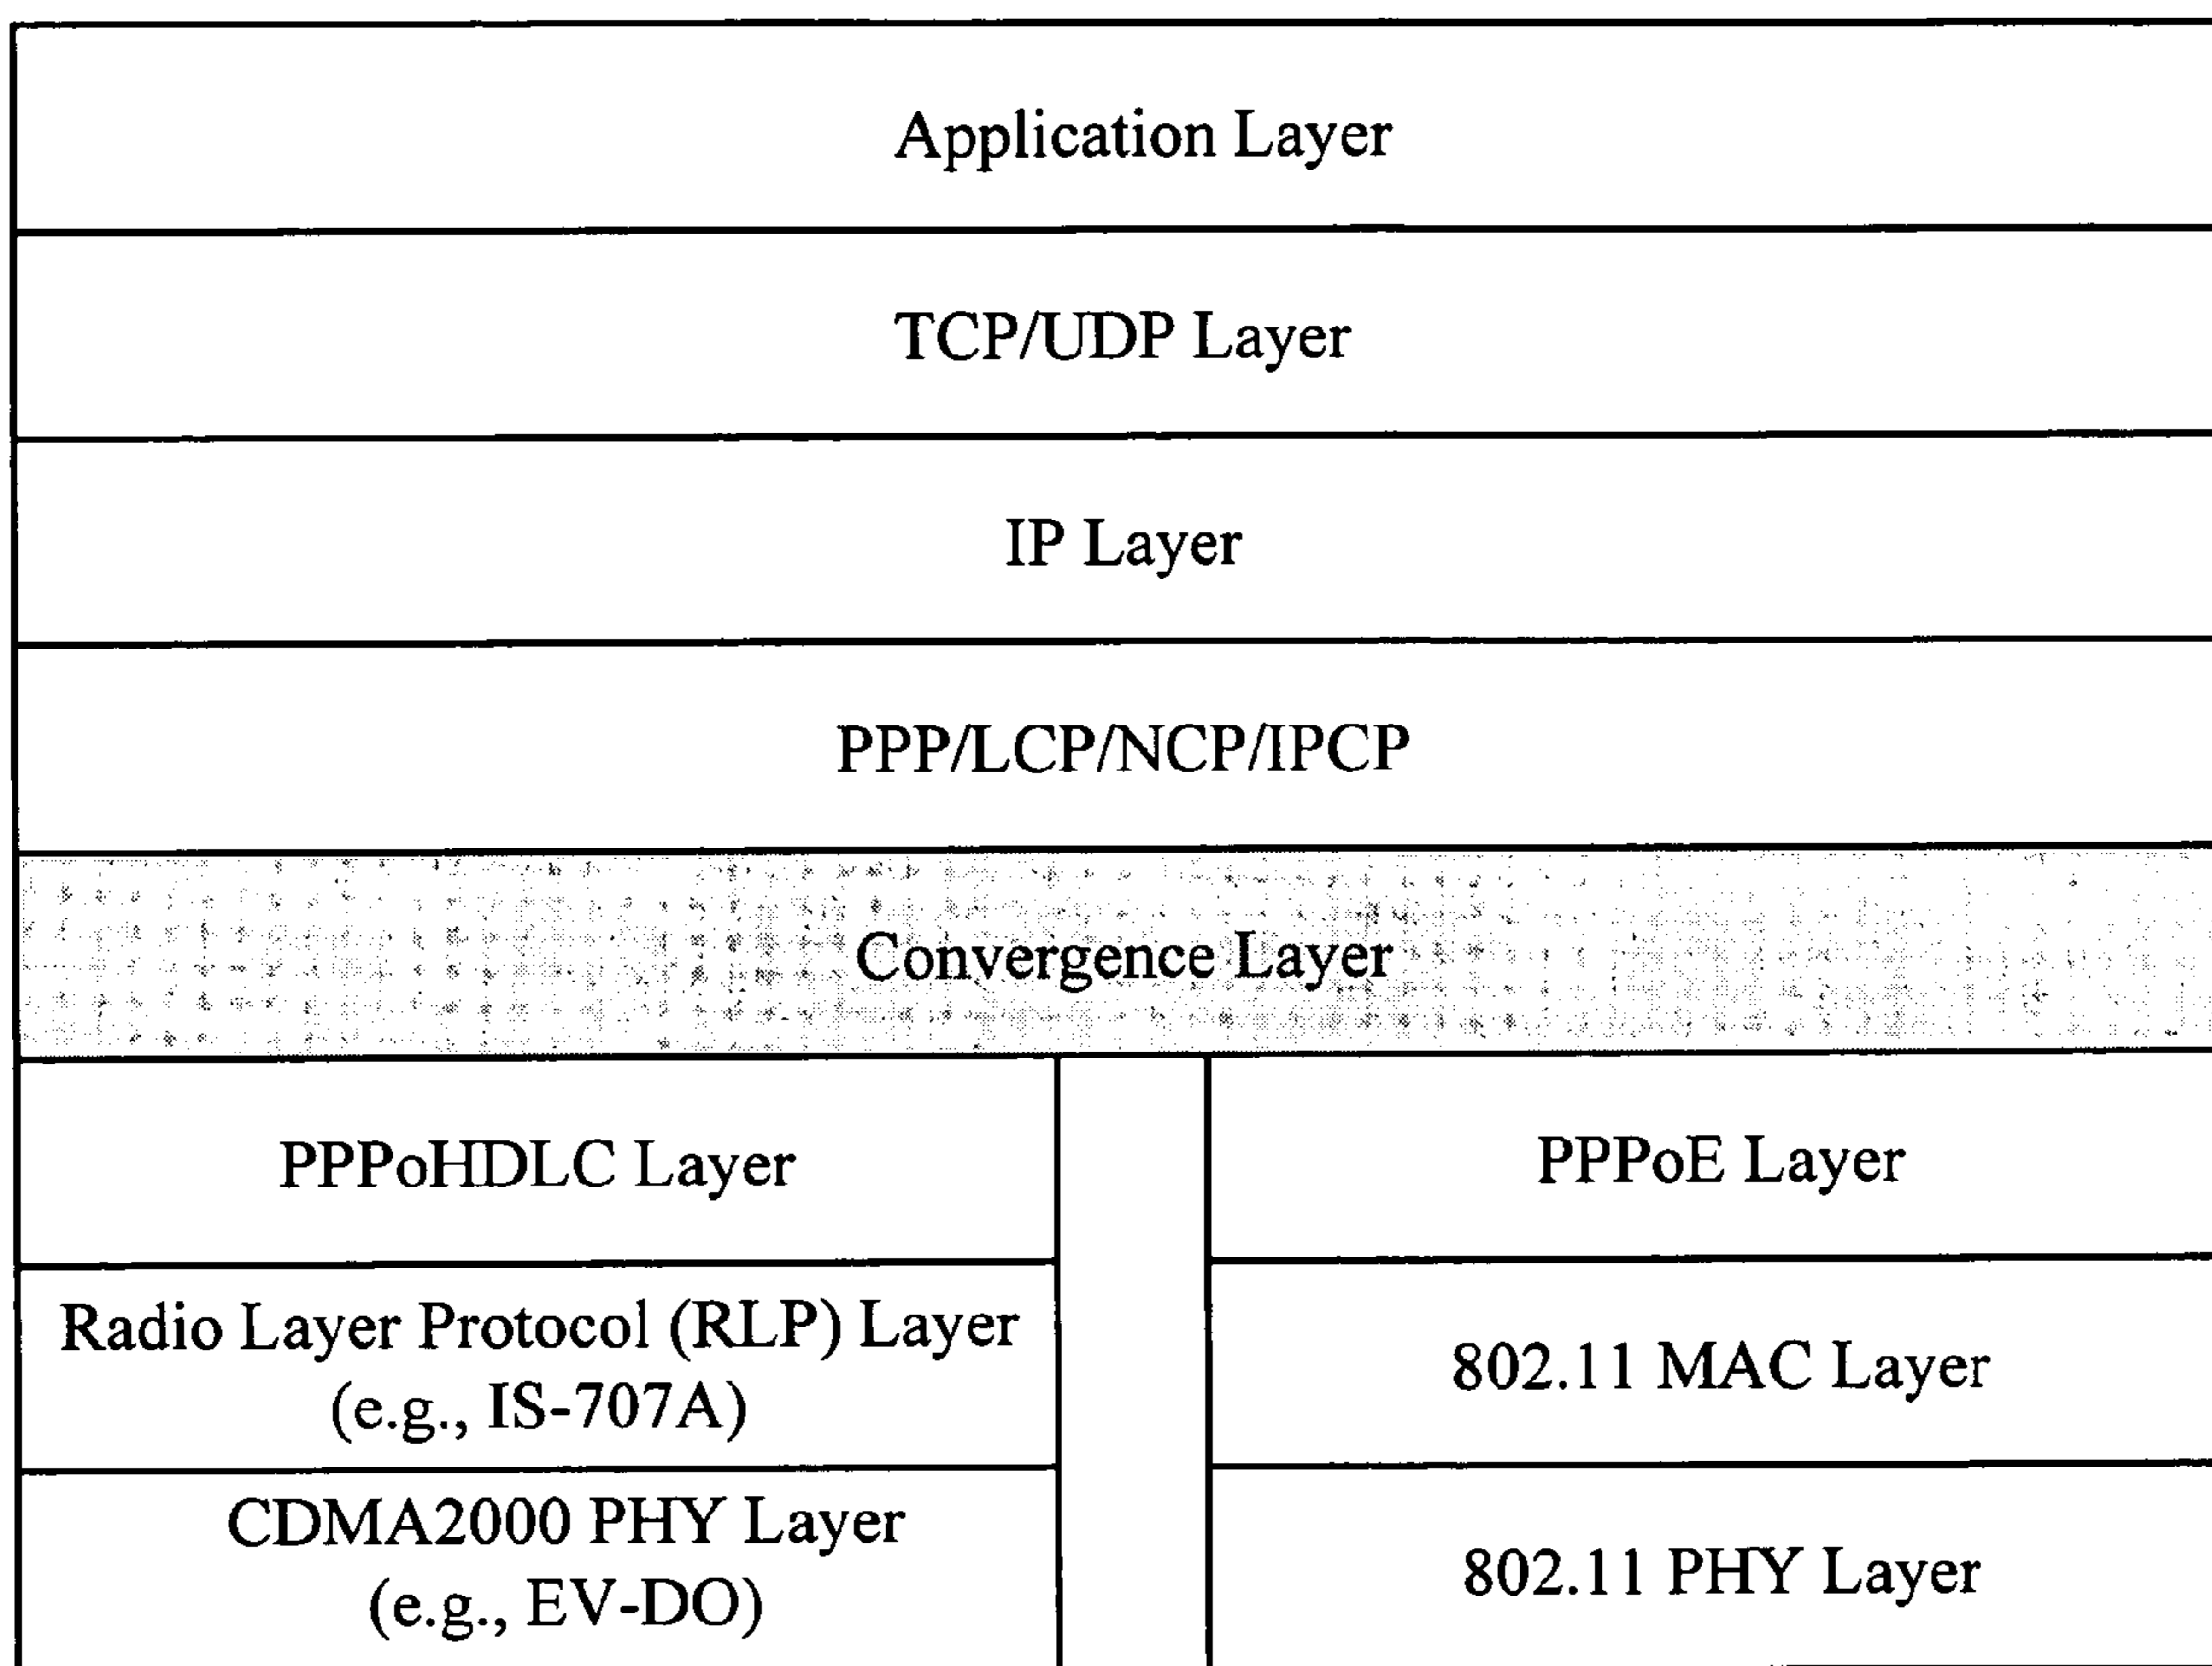 Application Layer
TCP/UDP Layer
IP Layer
PPP/LCP/NCP/IPCP
Convergence Layer
PPPoHDLC Layer
Radio Layer Protocol (RLP) Layer
(e.g., IS-707A)
CDMA2000 PHY Layer
(e.g., EV-DO)
PPPoE Layer
802.11 MAC Layer
802.11 PHY Layer